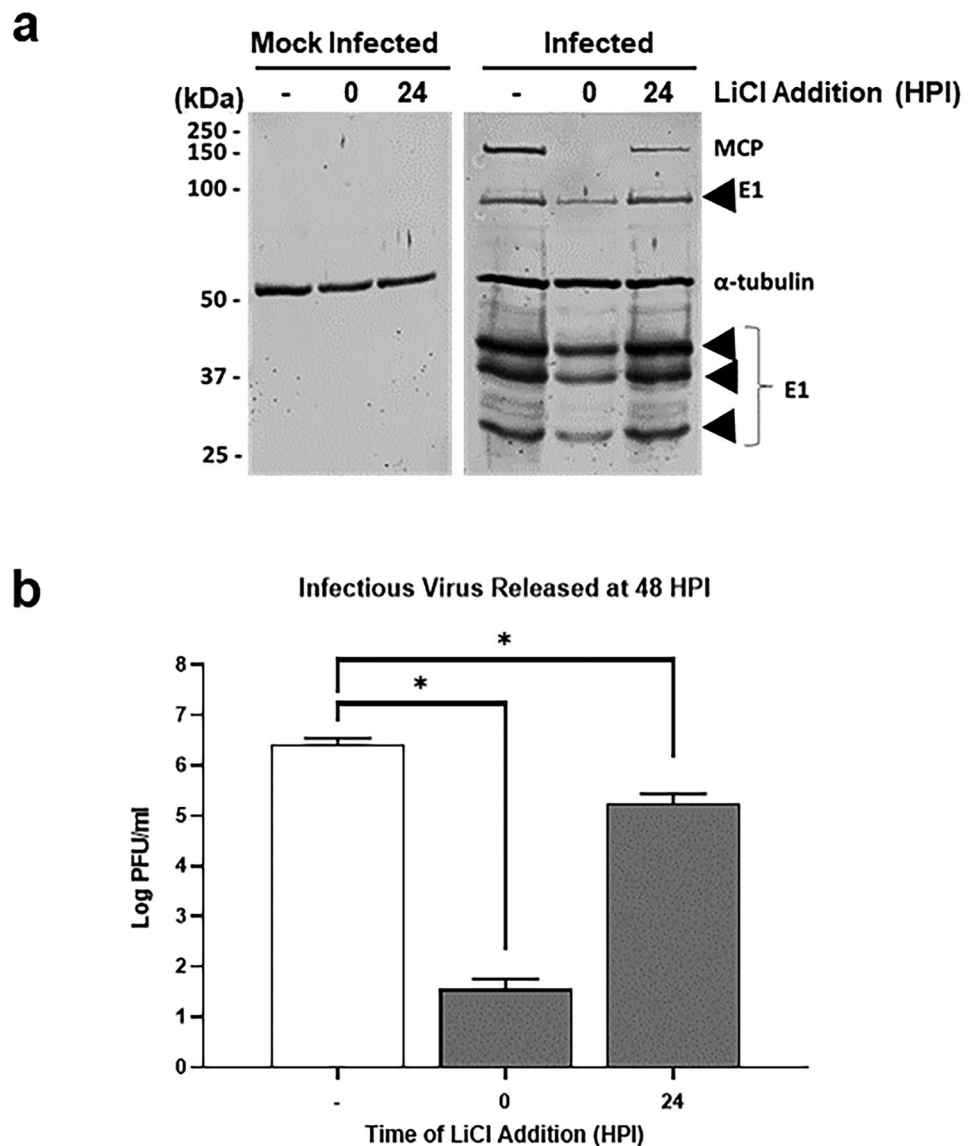 a
Mock Infected Infected
(kDa) - 0 24 - 0 24 LiCl Addition (HPI)
250 -
150 - MCP
100 - E1
α-tubulin
50 -
37 - E1
25 -
b
Infectious Virus Released at 48 HPI
*
*
8
7
6
5
4
3
2
1
0
Log PFU/ml
- 0 24
Time of LiCl Addition (HPI)